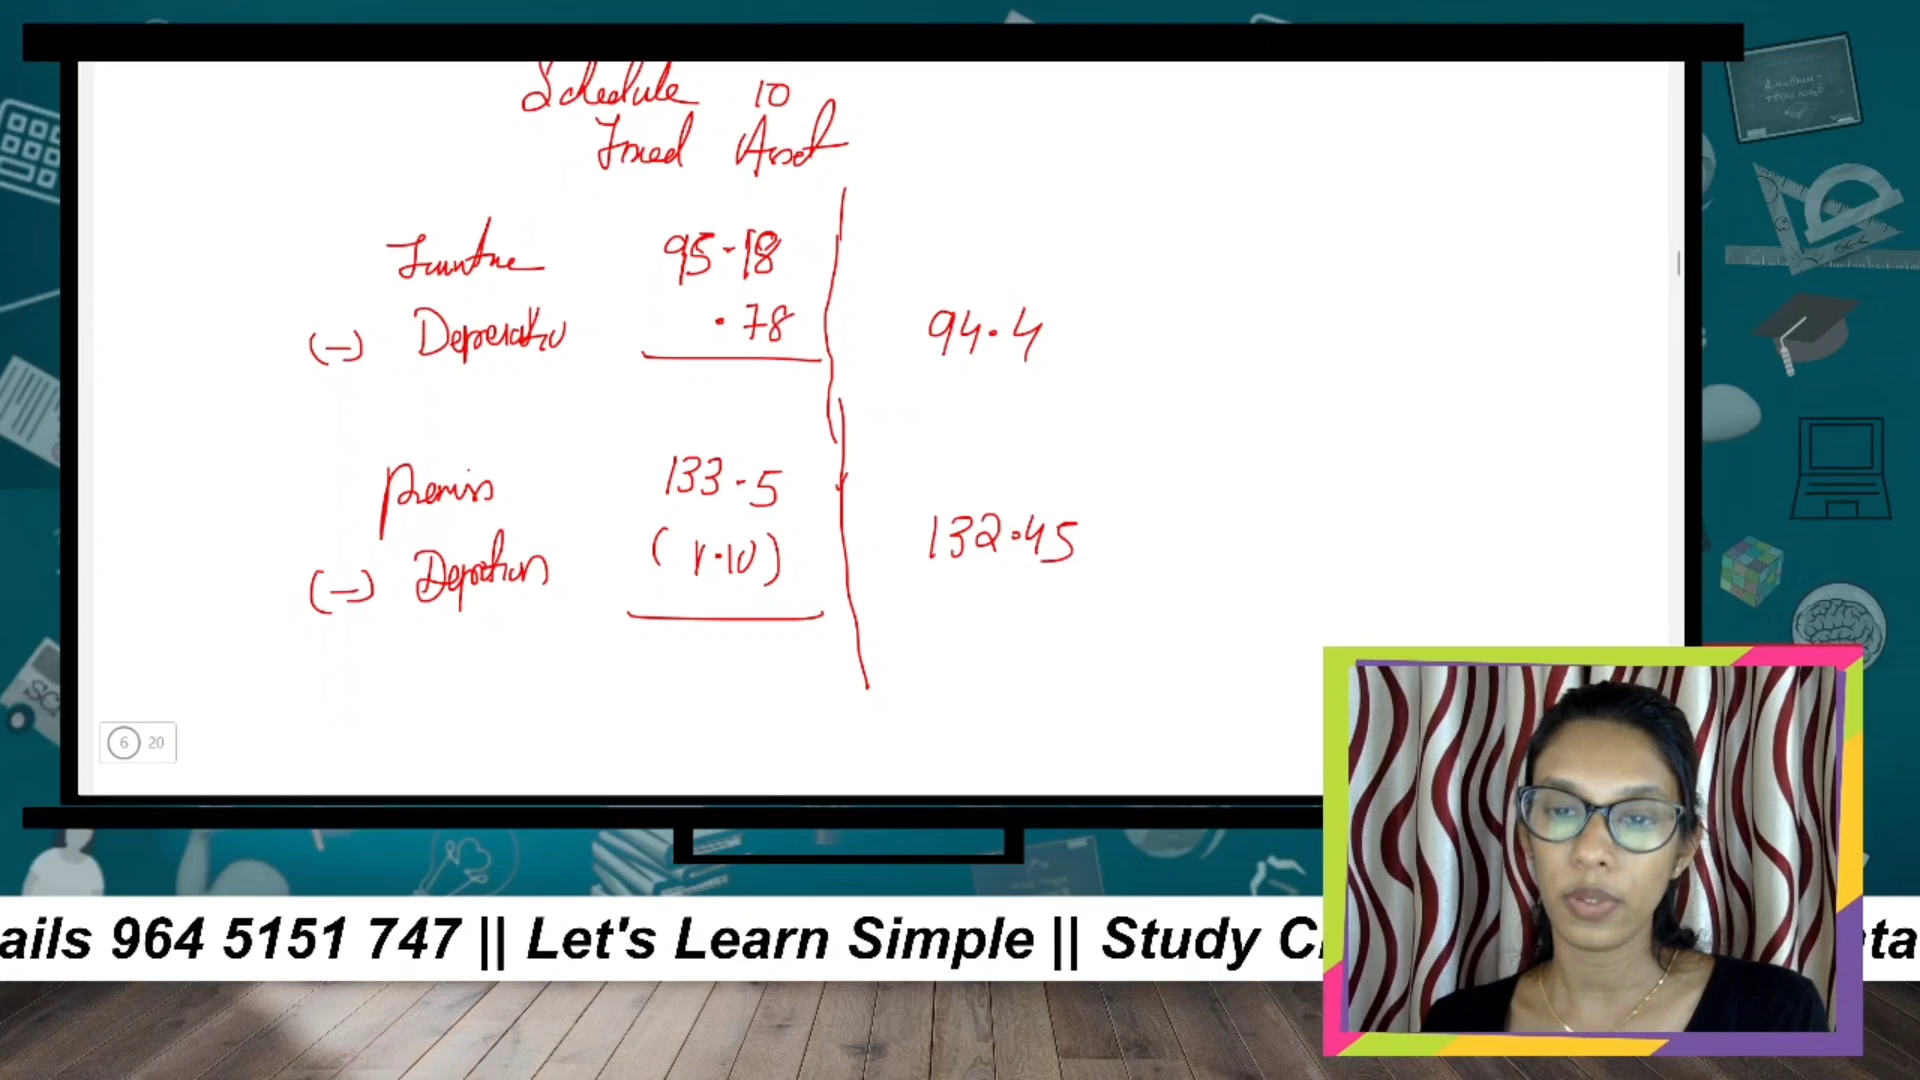 Schedule 10
Fixed Asset
Furniture 95.18
(-) Depreciation .78 94.4
premises 133.5
(-) Depreciation (1.10) 132.45
6 20
ails 964 5151 747 || Let's Learn Simple || Study C ta